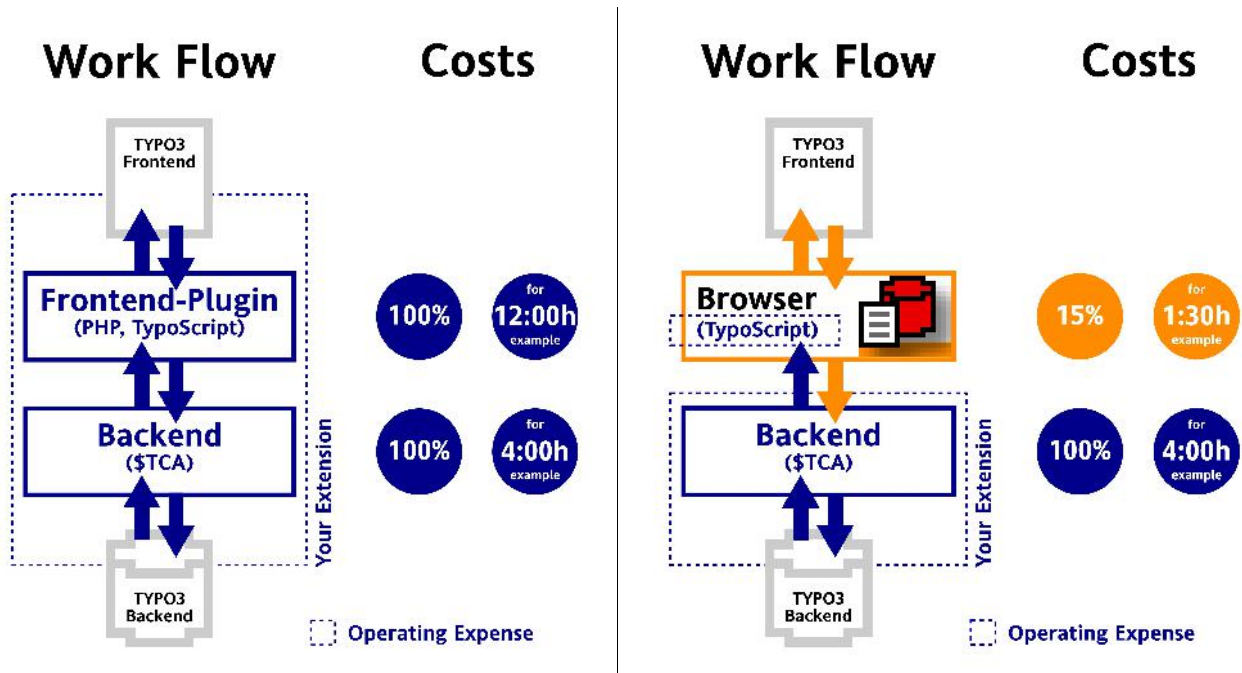 Work Flow
Costs
TYPO3
Frontend
Frontend-Plugin
(PHP, TypoScript)
100%
for
12:00h
example
Backend
($TCA)
100%
for
4:00h
example
Your Extension
TYPO3
Backend
Operating Expense
Work Flow
Costs
TYPO3
Frontend
Browser
(TypoScript)
15%
for
1:30h
example
Backend
($TCA)
100%
for
4:00h
example
Your Extension
TYPO3
Backend
Operating Expense